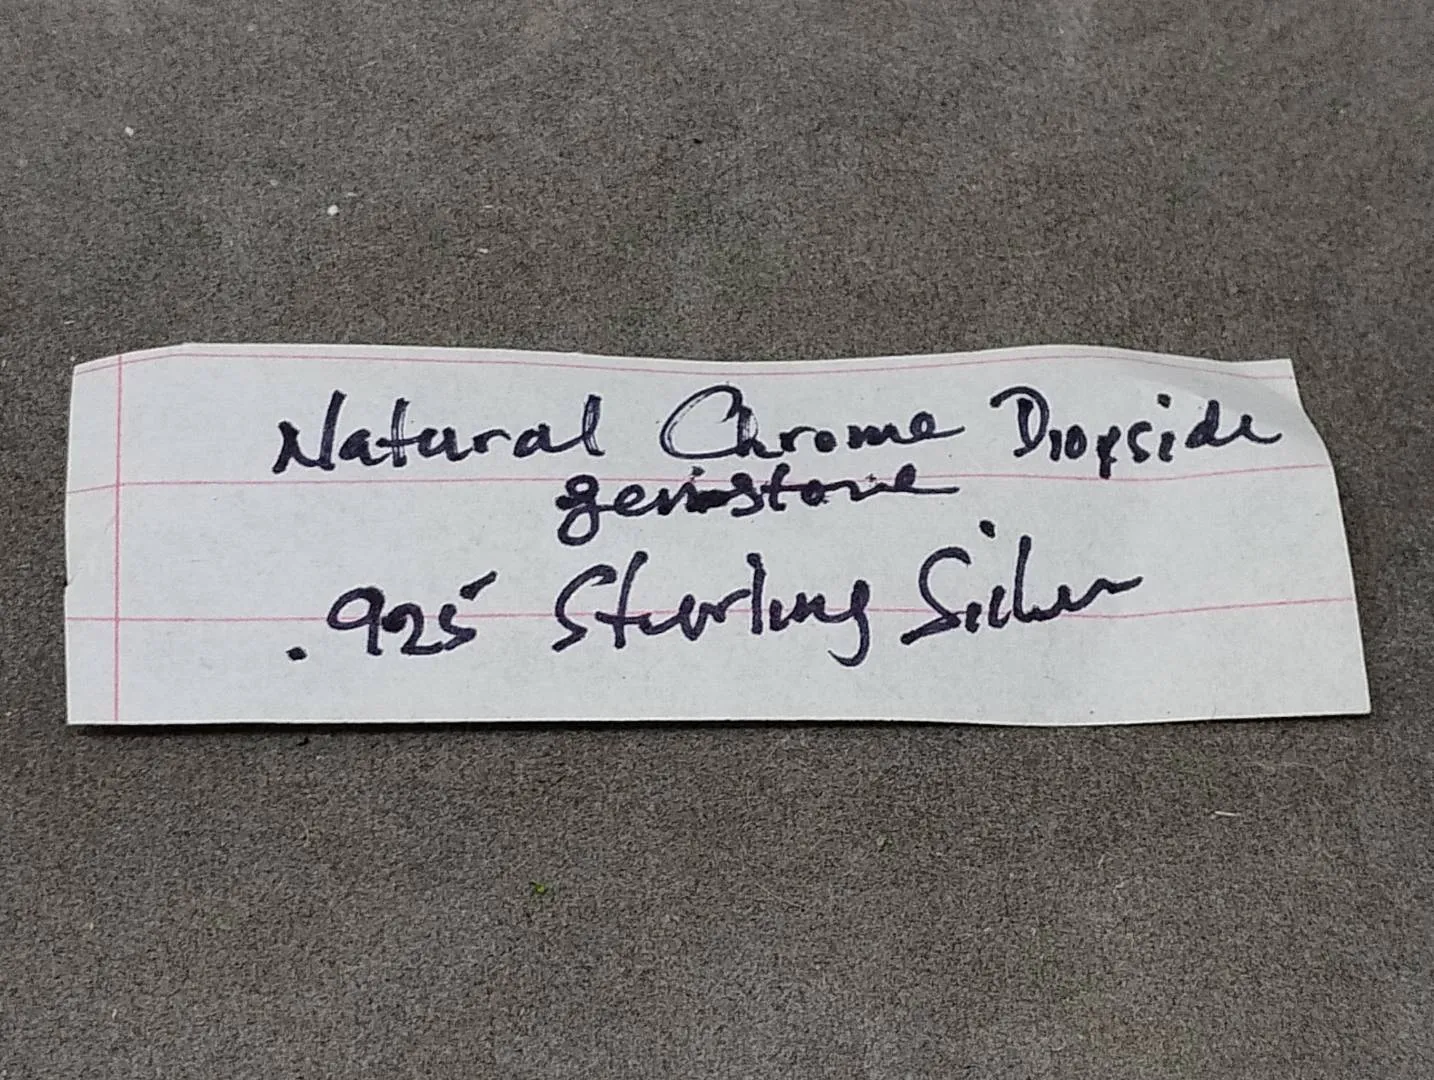 Natural Chrome Diopside
gemstone
.925 Sterling Silver